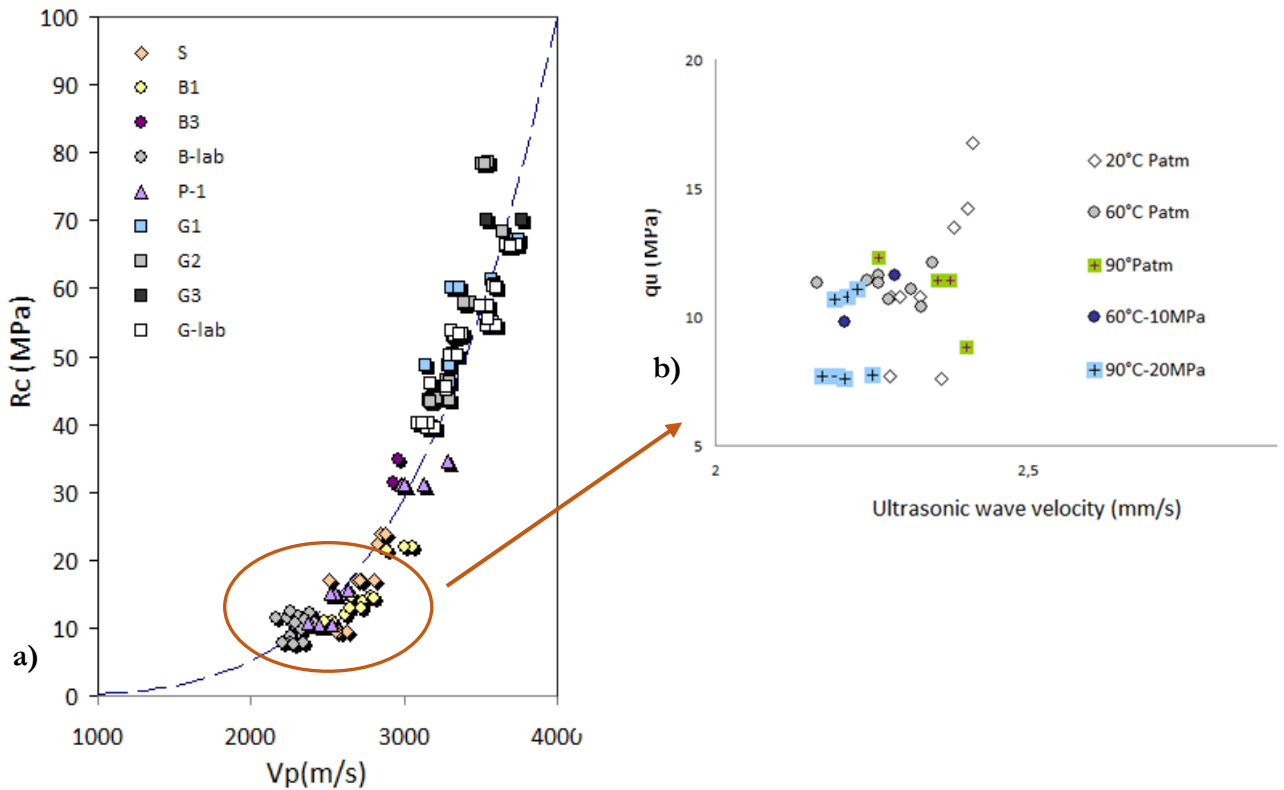 a)
Rc (MPa)
100
90
80
70
60
50
40
30
20
10
0
1000
2000
3000
4000
Vp(m/s)
S
B1
B3
B-lab
P-1
G1
G2
G3
G-lab
b)
qu (MPa)
20
15
10
5
2
2,5
Ultrasonic wave velocity (mm/s)
20°C Patm
60°C Patm
90°Patm
60°C-10MPa
90°C-20MPa